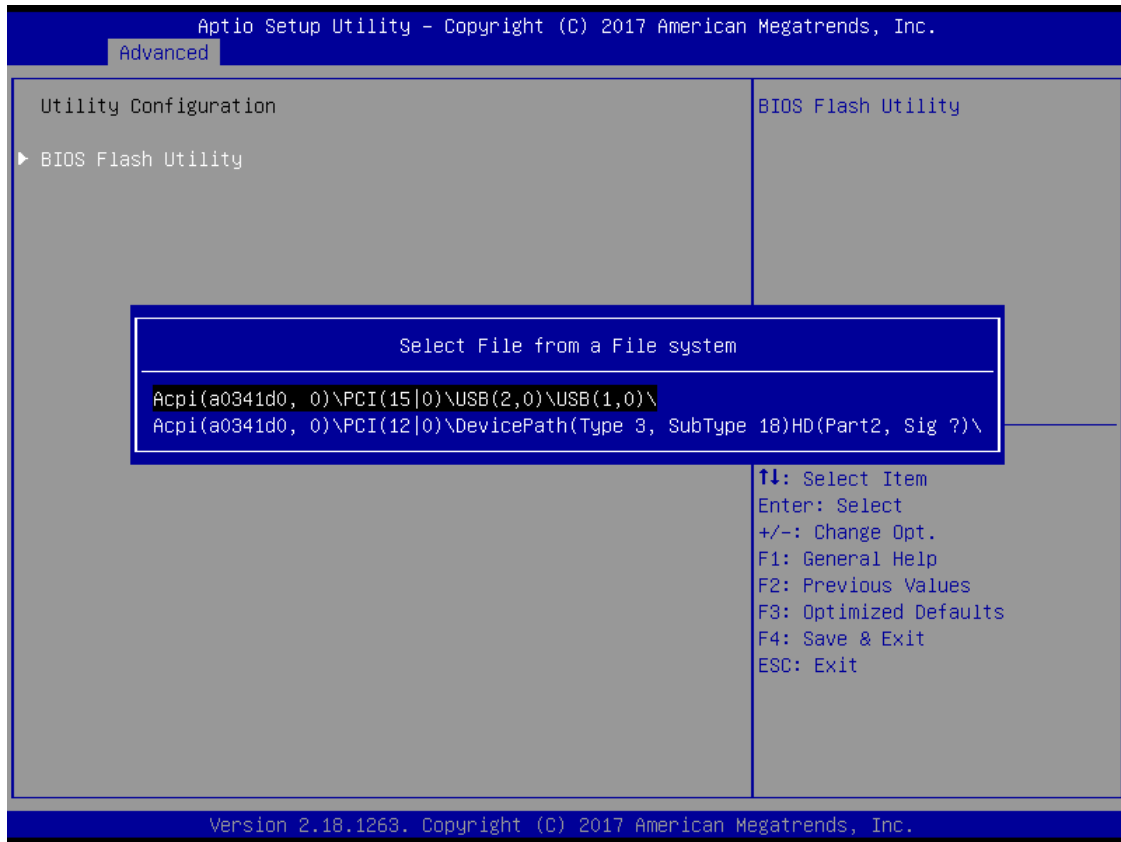 Aptio Setup Utility – Copyright (C) 2017 American Megatrends, Inc.
Advanced
Utility Configuration
BIOS Flash Utility
BIOS Flash Utility
Select File from a File system
Acpi(a0341d0, 0)\PCI(15|0)\USB(2,0)\USB(1,0)\
Acpi(a0341d0, 0)\PCI(12|0)\DevicePath(Type 3, SubType 18)HD(Part2, Sig ?)\
↑↓: Select Item
Enter: Select
+/-: Change Opt.
F1: General Help
F2: Previous Values
F3: Optimized Defaults
F4: Save & Exit
ESC: Exit
Version 2.18.1263. Copyright (C) 2017 American Megatrends, Inc.